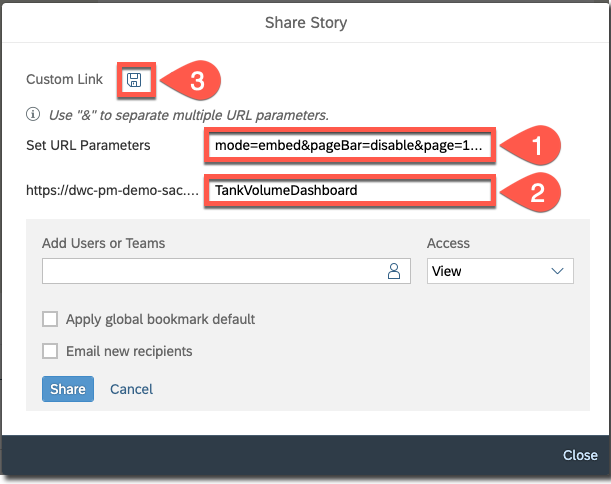 Share Story
Custom Link
3
Use "&" to separate multiple URL parameters.
Set URL Parameters mode=embed&pageBar=disable&page=1... 1
https://dwc-pm-demo-sac.... TankVolumeDashboard 2
Add Users or Teams Access
View
Apply global bookmark default
Email new recipients
Share Cancel
Close